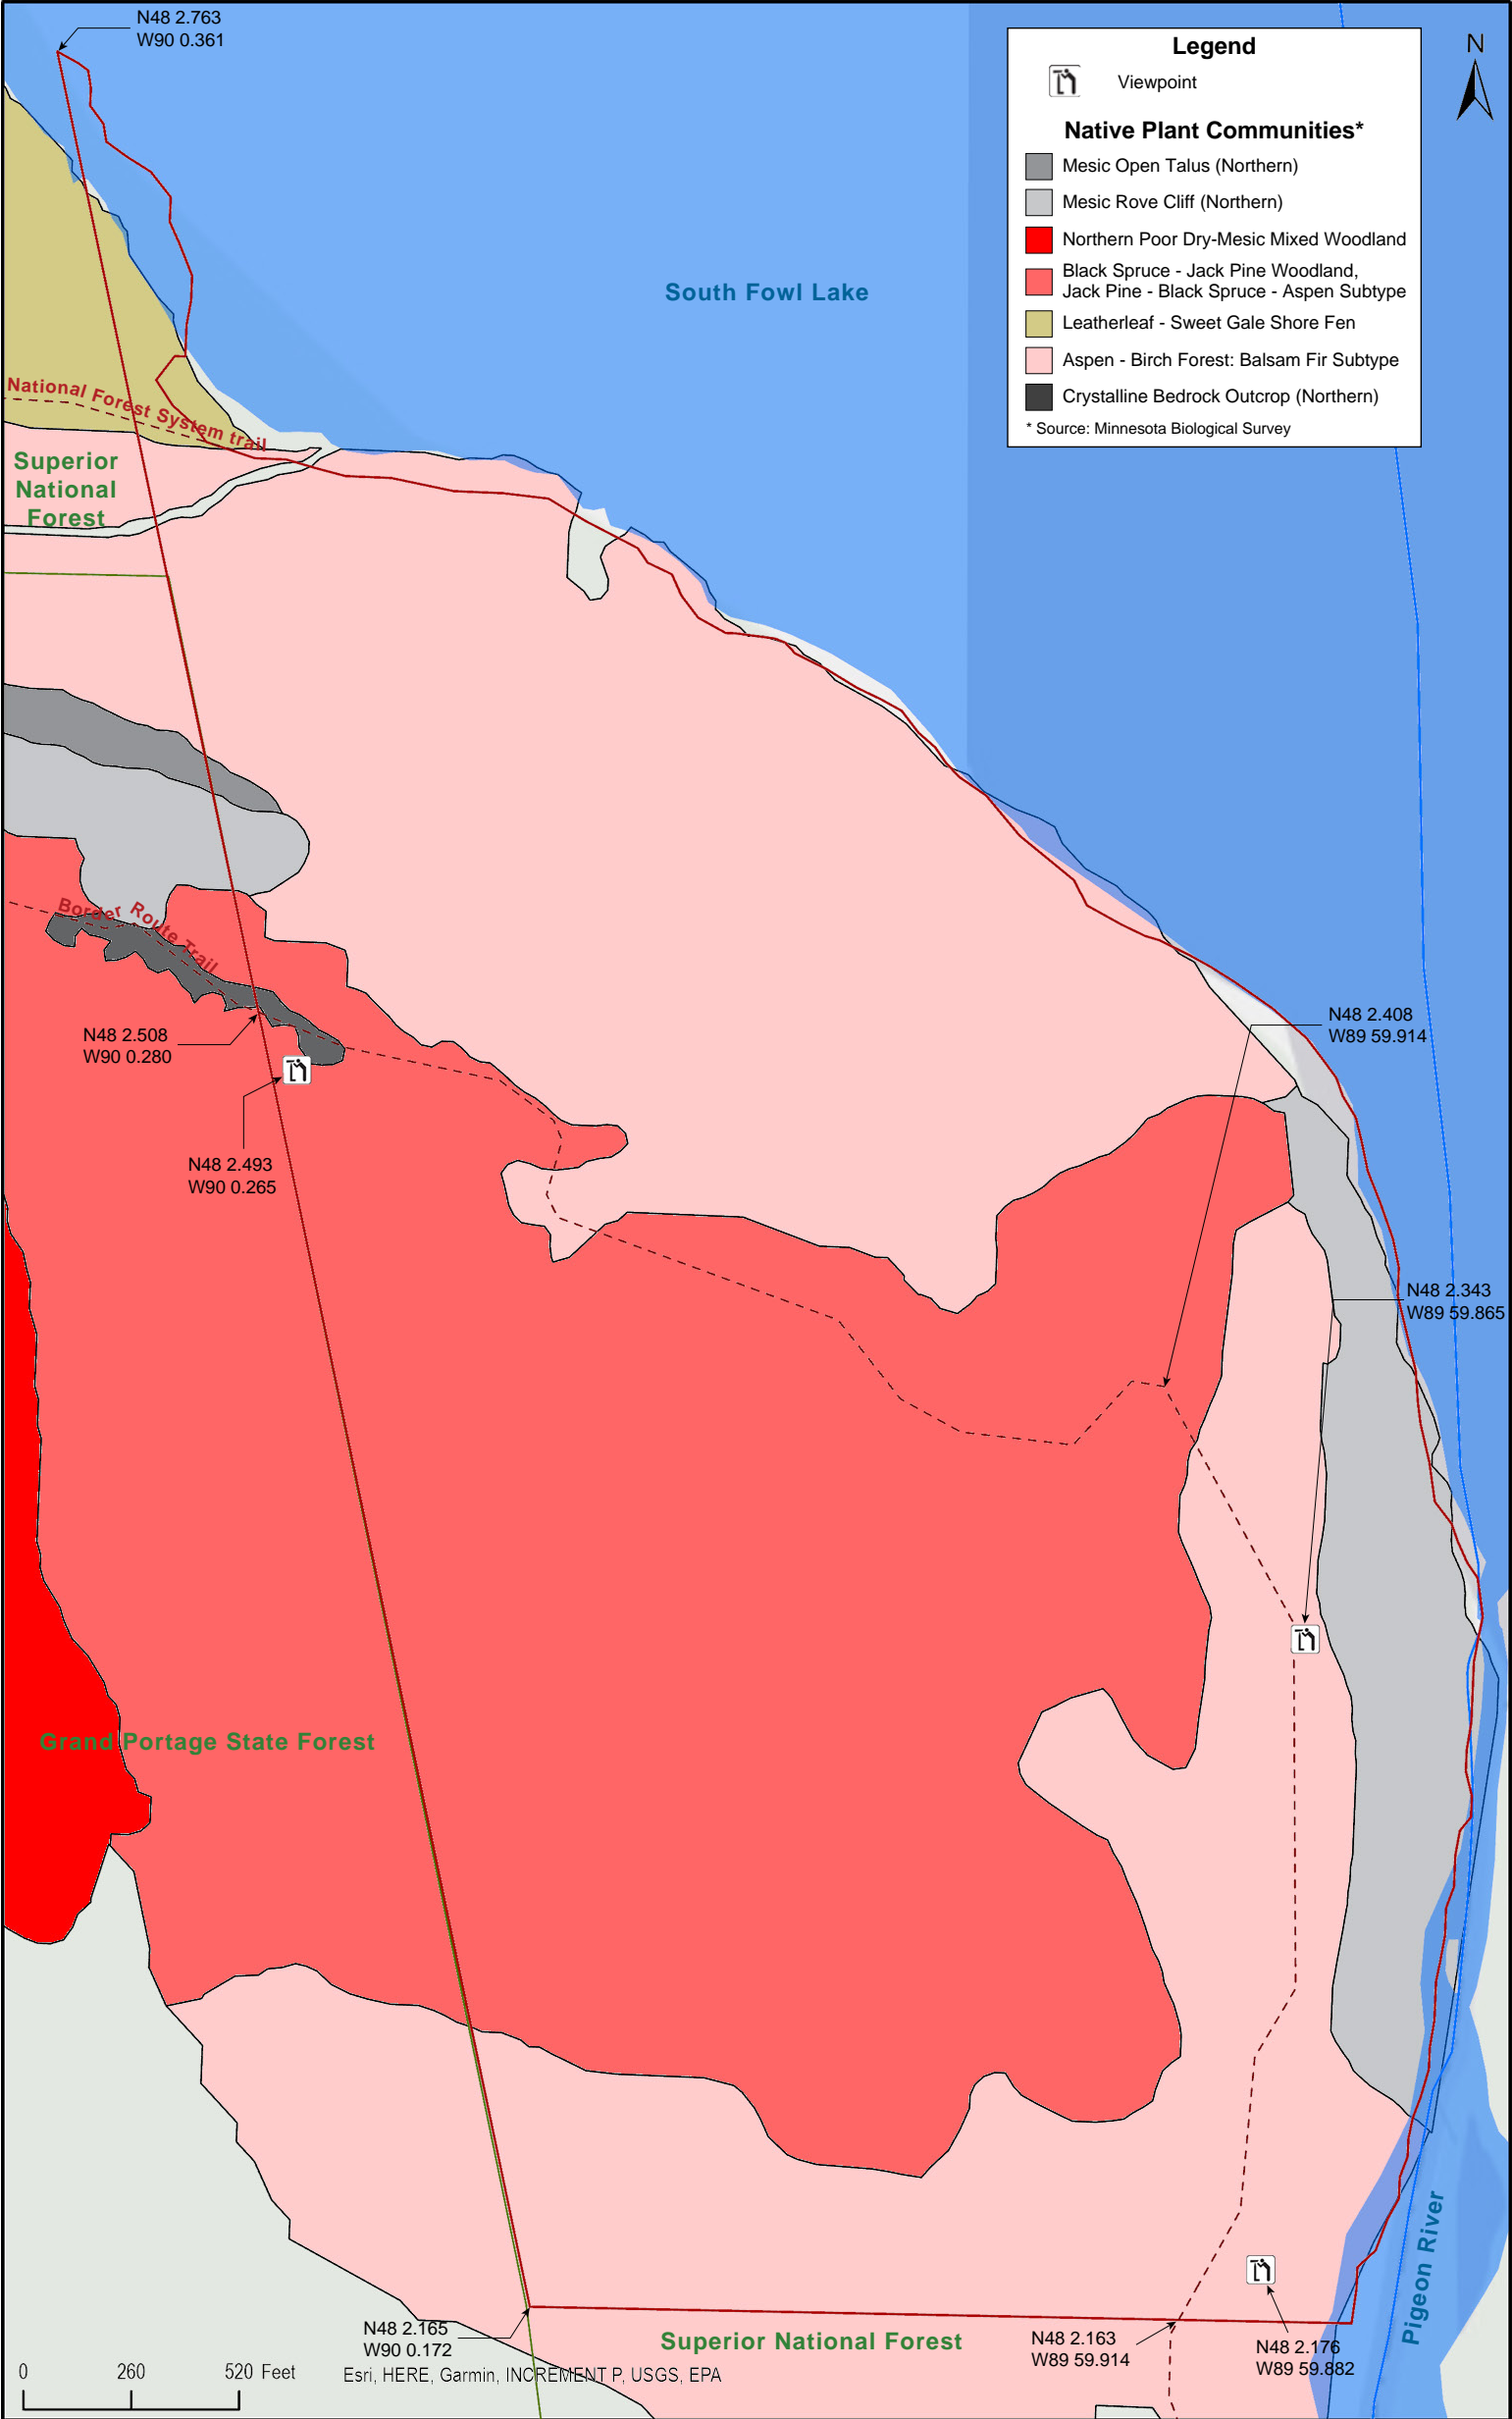 N48 2.763
W90 0.361
Legend
Viewpoint
Native Plant Communities*
Mesic Open Talus (Northern)
Mesic Rove Cliff (Northern)
Northern Poor Dry-Mesic Mixed Woodland
Black Spruce - Jack Pine Woodland,
Jack Pine - Black Spruce - Aspen Subtype
Leatherleaf - Sweet Gale Shore Fen
Aspen - Birch Forest: Balsam Fir Subtype
Crystalline Bedrock Outcrop (Northern)
* Source: Minnesota Biological Survey
N
South Fowl Lake
National Forest System trail
Superior
National
Forest
Border Route Trail
N48 2.508
W90 0.280
N48 2.493
W90 0.265
N48 2.408
W89 59.914
N48 2.343
W89 59.865
Grand Portage State Forest
Pigeon River
N48 2.165
W90 0.172
Superior National Forest
N48 2.163
W89 59.914
N48 2.176
W89 59.882
0 260 520 Feet
Esri, HERE, Garmin, INCREMENT P, USGS, EPA